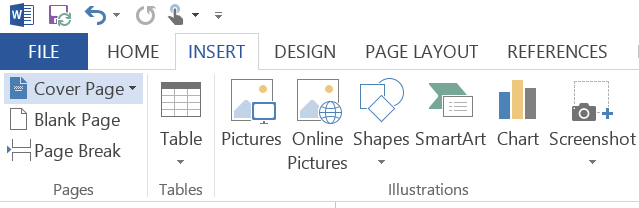 FILE HOME INSERT DESIGN PAGE LAYOUT REFERENCES
Cover Page
Blank Page
Page Break
Pages
Table
Tables
Pictures
Online
Pictures
Shapes
SmartArt
Chart
Screenshot
Illustrations